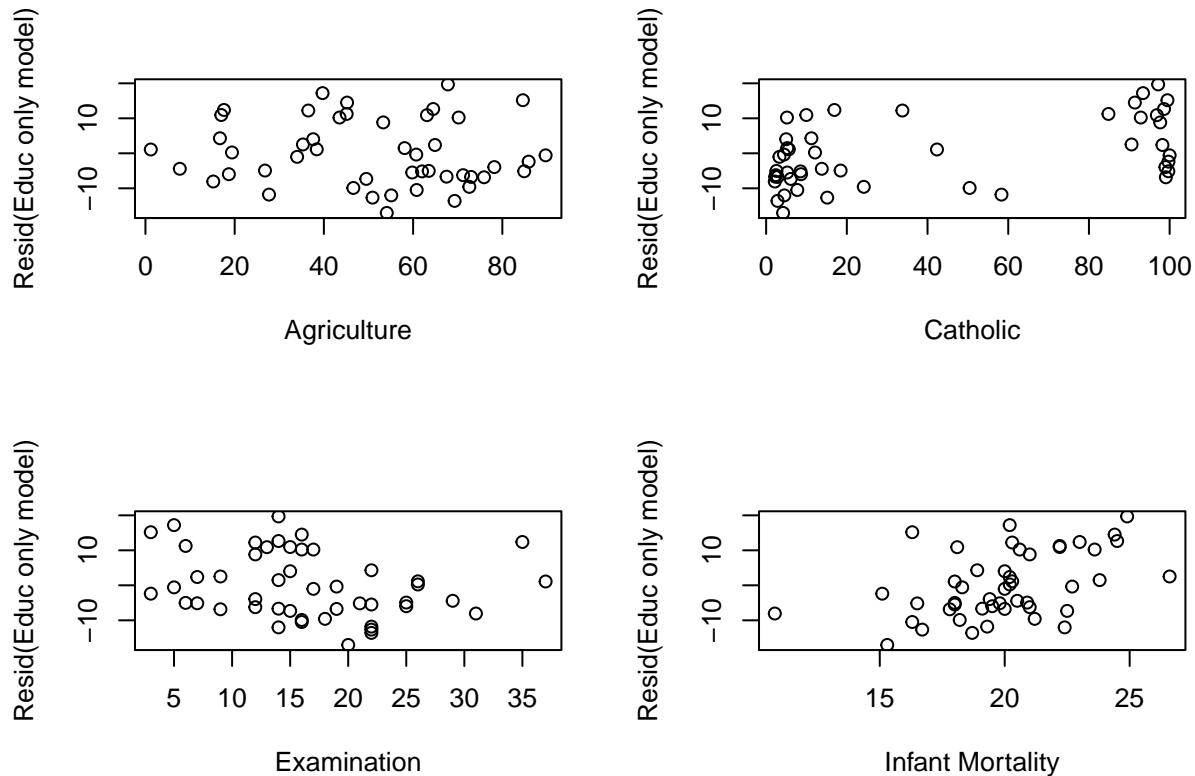 Resid(Educ only model)
10
−10
0 20 40 60 80
Agriculture
Resid(Educ only model)
10
−10
0 20 40 60 80 100
Catholic
Resid(Educ only model)
10
−10
5 10 15 20 25 30 35
Examination
Resid(Educ only model)
10
−10
15 20 25
Infant Mortality